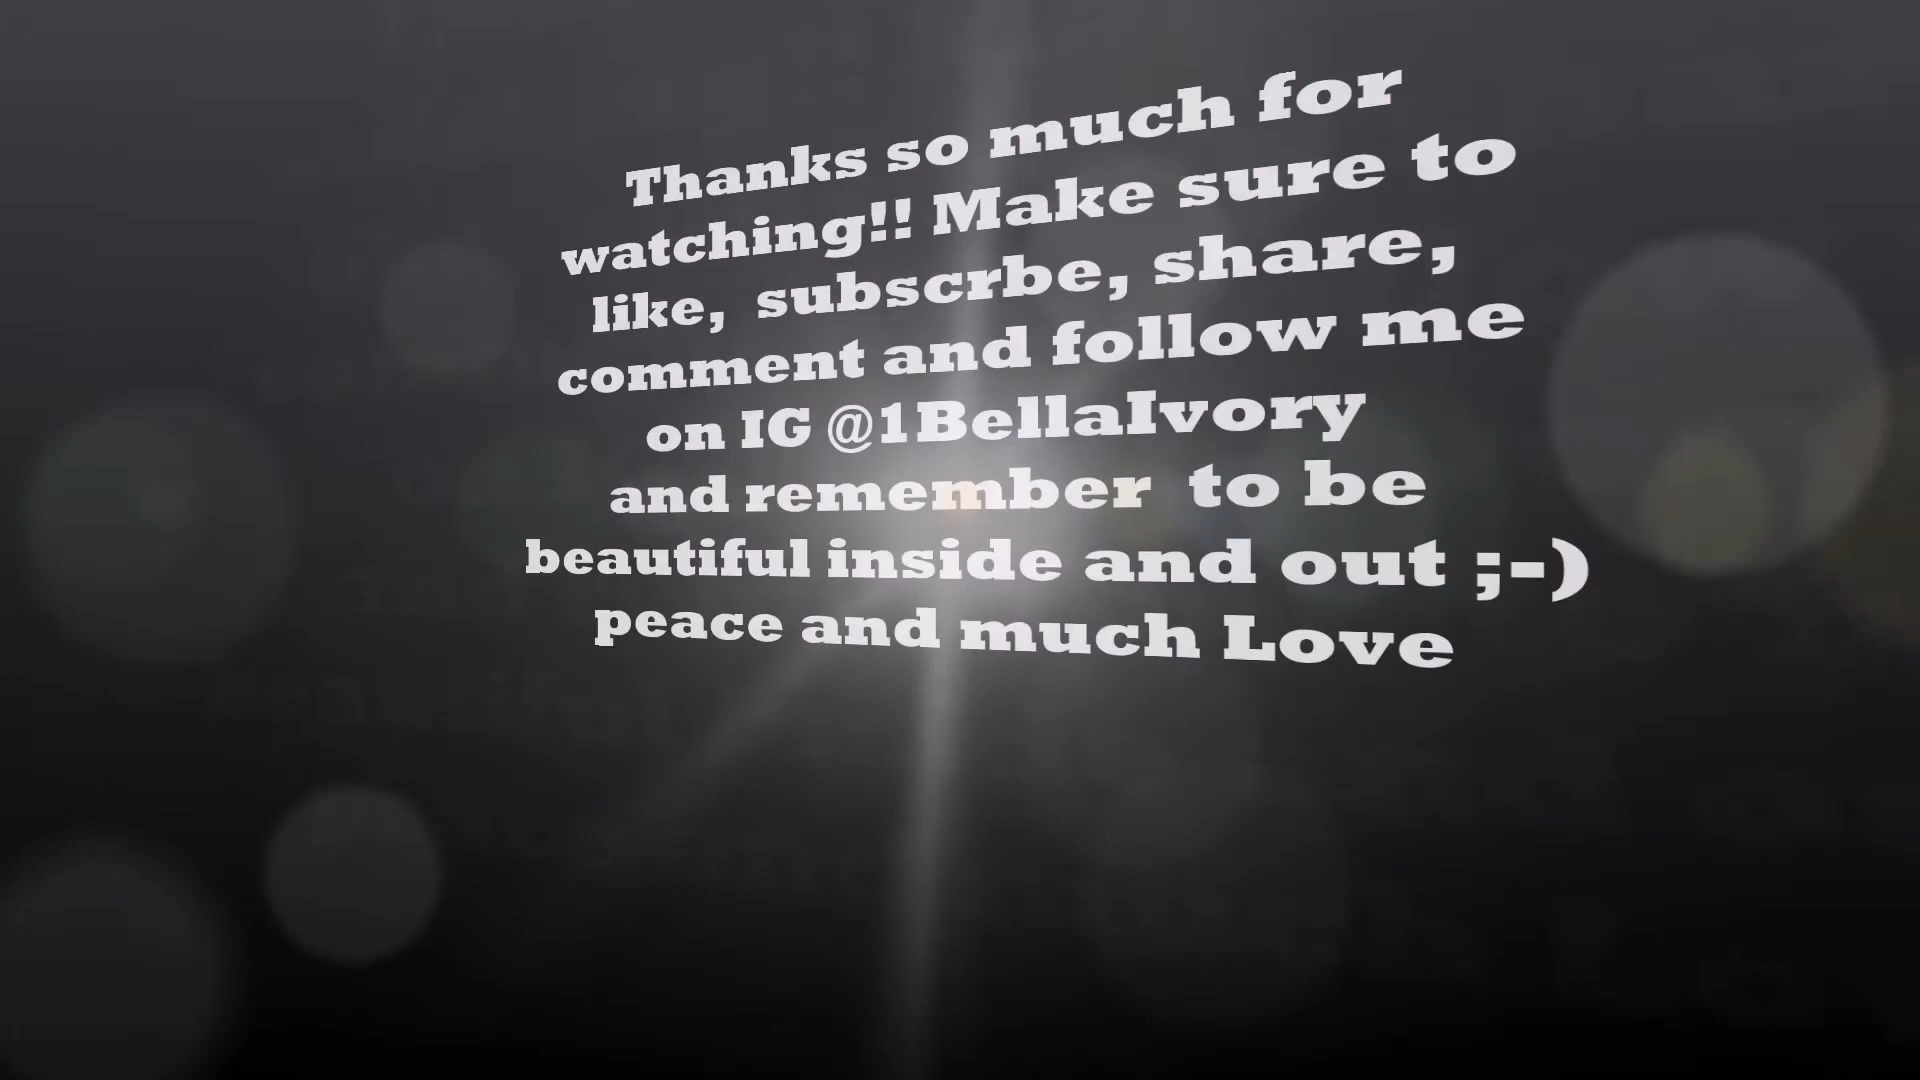 Thanks so much for
watching!! Make sure to
like, subscrbe, share,
comment and follow me
on IG @1BellaIvory
and remember to be
beautiful inside and out ;-)
peace and much Love